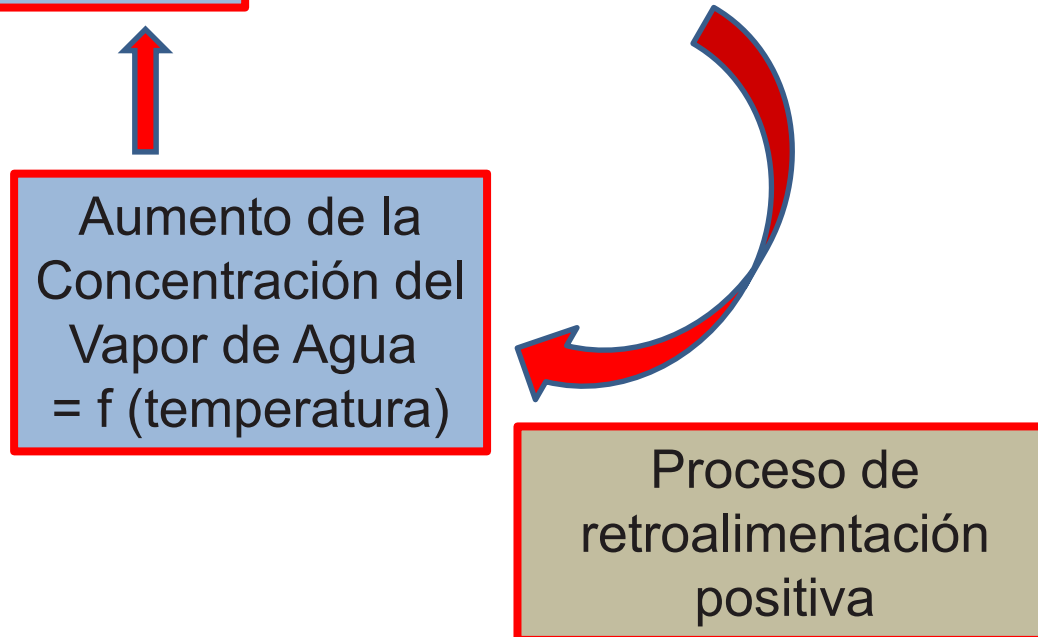 Aumento de la
Concentración del
Vapor de Agua
= f (temperatura)
Proceso de
retroalimentación
positiva